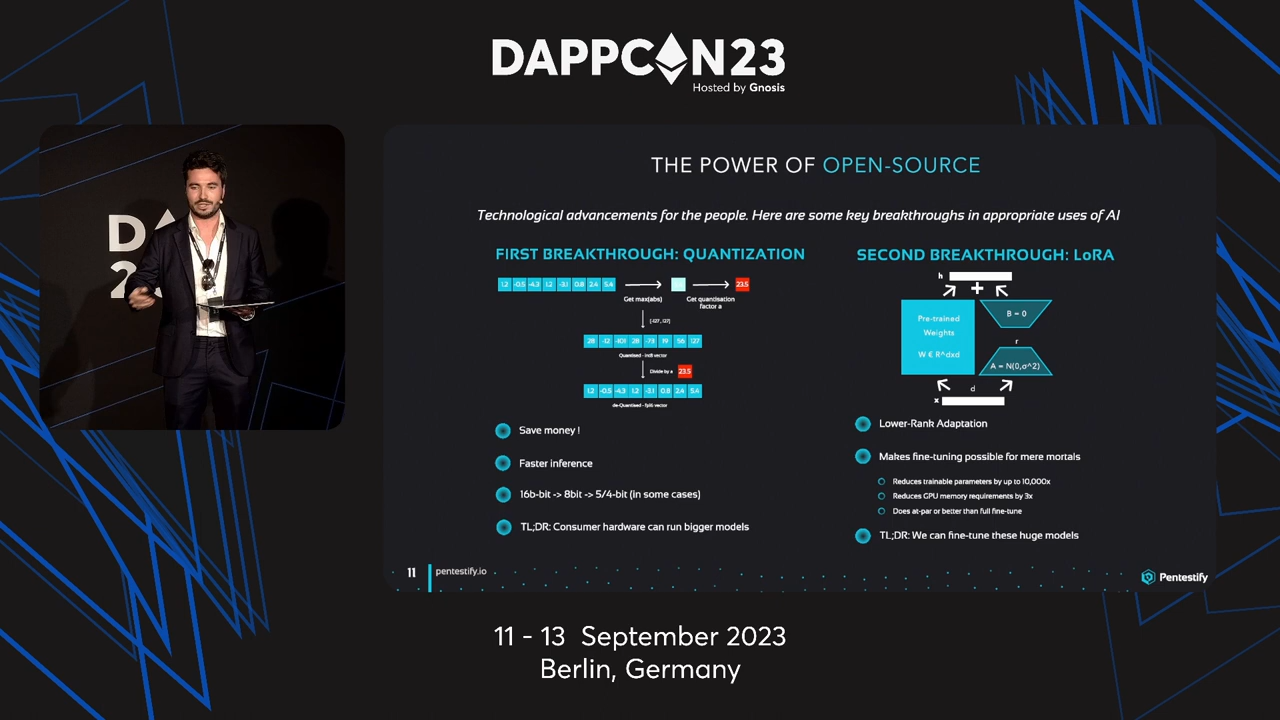 DAPPCON23
Hosted by Gnosis
D
23
THE POWER OF OPEN-SOURCE
Technological advancements for the people. Here are some key breakthroughs in appropriate uses of AI
FIRST BREAKTHROUGH: QUANTIZATION
1.2 -0.5 -4.3 1.2 -3.1 0.8 2.4 5.4
23.5
Get max(abs)
Get quantisation
factor a
[-127, 127]
28 -12 -101 28 -73 19 56 127
Quantised - int8 vector
Divide by a 23.5
1.2 -0.5 -4.3 1.2 -3.1 0.8 2.4 5.4
de-Quantised - fp16 vector
Save money !
Faster inference
16b-bit -> 8bit -> 5/4-bit (in some cases)
TL;DR: Consumer hardware can run bigger models
SECOND BREAKTHROUGH: LoRA
h
+
Pre-trained
Weights
W € R^dxd
B = 0
r
A = N(0,σ^2)
d
x
Lower-Rank Adaptation
Makes fine-tuning possible for mere mortals
Reduces trainable parameters by up to 10,000x
Reduces GPU memory requirements by 3x
Does at-par or better than full fine-tune
TL;DR: We can fine-tune these huge models
11
pentestify.io
Pentestify
11 - 13 September 2023
Berlin, Germany